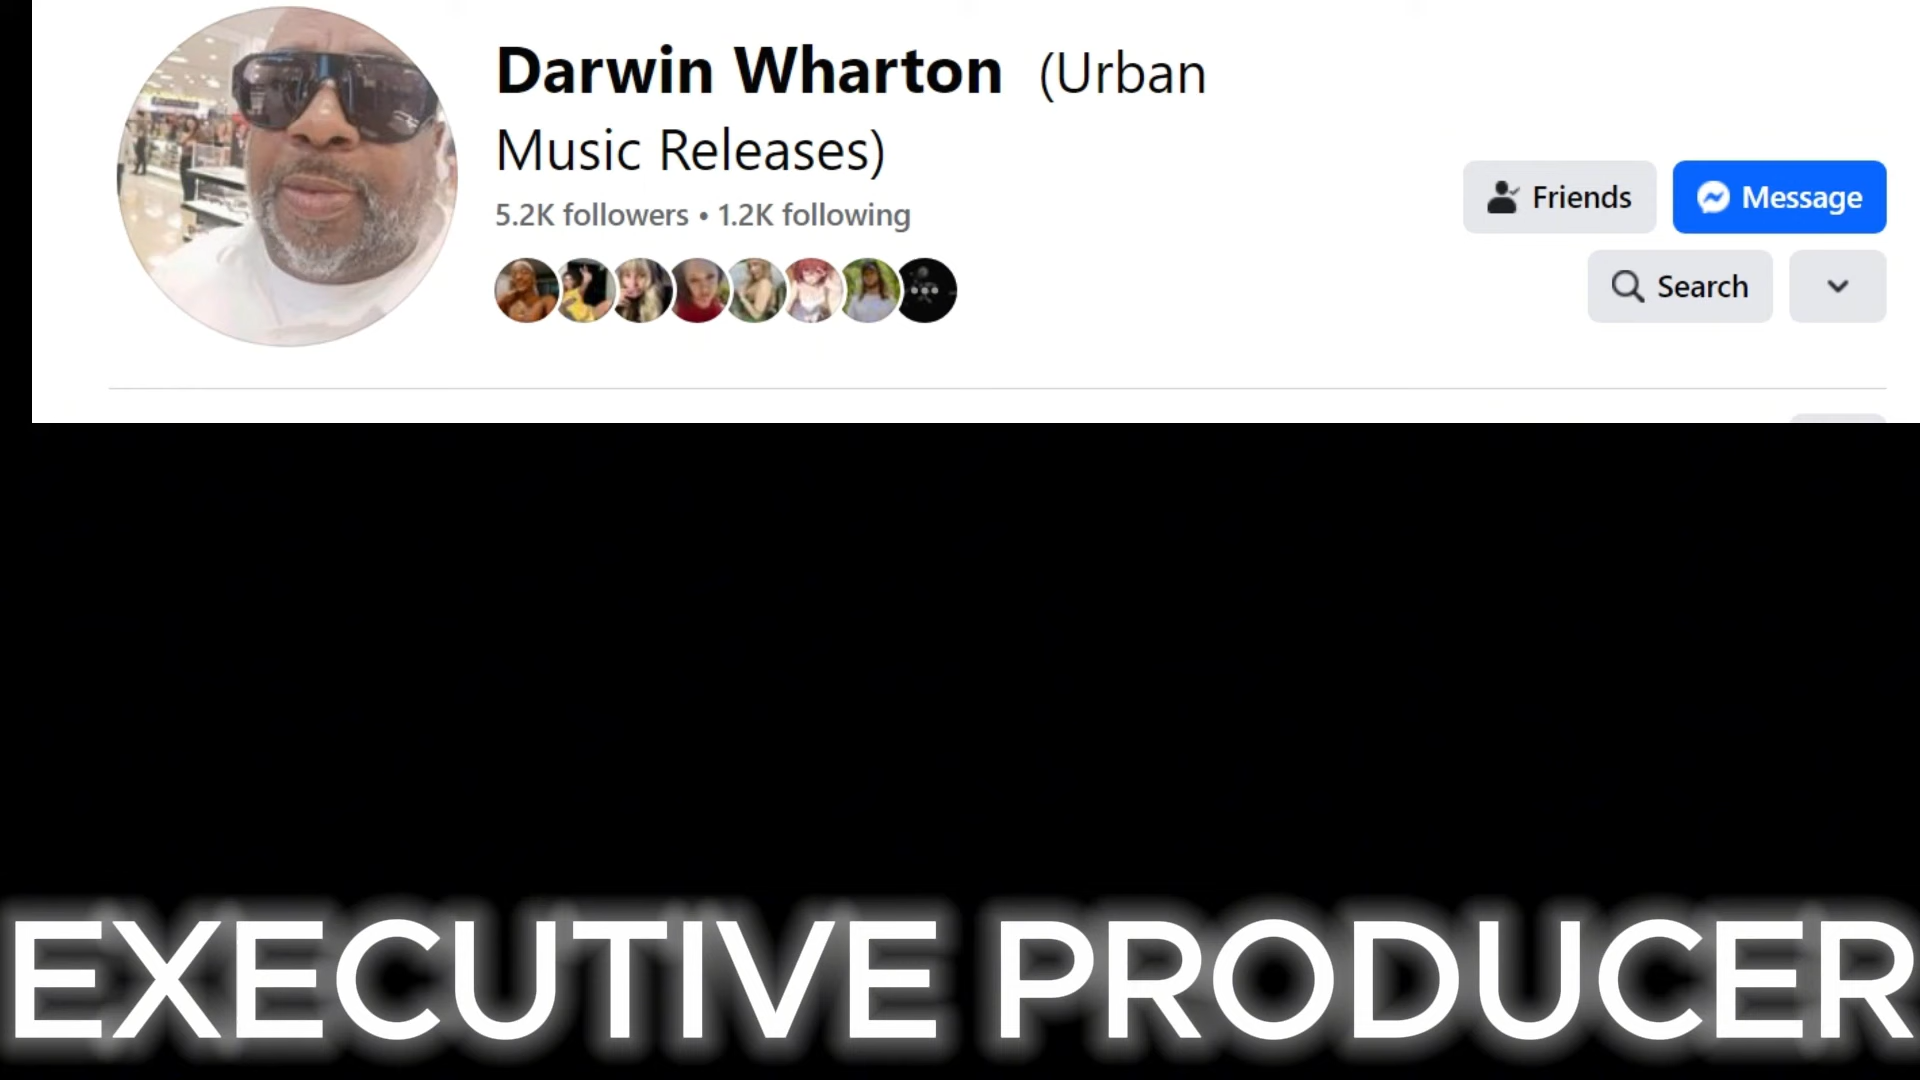 Darwin Wharton (Urban
Music Releases)
5.2K followers • 1.2K following
Friends
Message
Search
EXECUTIVE PRODUCER